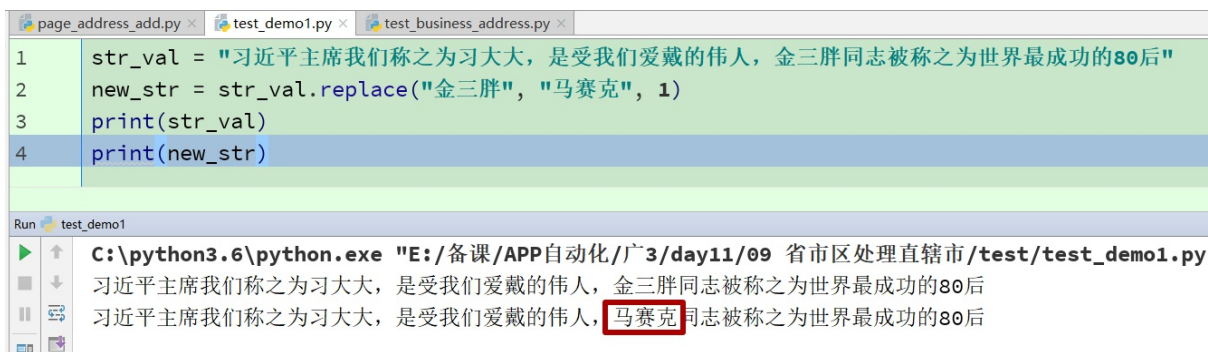 page_address_add.py × test_demo1.py × test_business_address.py ×
1 str_val = "习近平主席我们称之为习大大，是受我们爱戴的伟人，金三胖同志被称之为世界最成功的80后"
2 new_str = str_val.replace("金三胖", "马赛克", 1)
3 print(str_val)
4 print(new_str)
Run test_demo1
C:\python3.6\python.exe "E:/备课/APP自动化/广3/day11/09 省市区处理直辖市/test/test_demo1.py
习近平主席我们称之为习大大，是受我们爱戴的伟人，金三胖同志被称之为世界最成功的80后
习近平主席我们称之为习大大，是受我们爱戴的伟人，马赛克同志被称之为世界最成功的80后